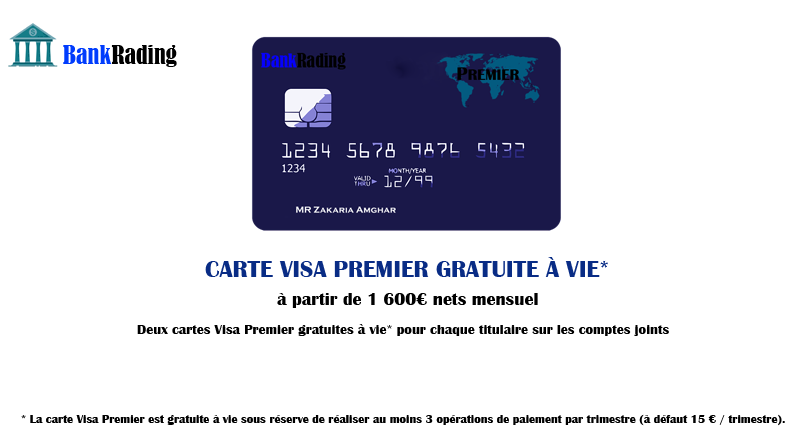 BankRading
BankRading
PREMIER
1234 5678 9876 5432
1234
MONTH/YEAR
VALID
THRU
12/99
MR ZAKARIA AMGHAR
CARTE VISA PREMIER GRATUITE À VIE*
à partir de 1 600€ nets mensuel
Deux cartes Visa Premier gratuites à vie* pour chaque titulaire sur les comptes joints
* La carte Visa Premier est gratuite à vie sous réserve de réaliser au moins 3 opérations de paiement par trimestre (à défaut 15 € / trimestre).